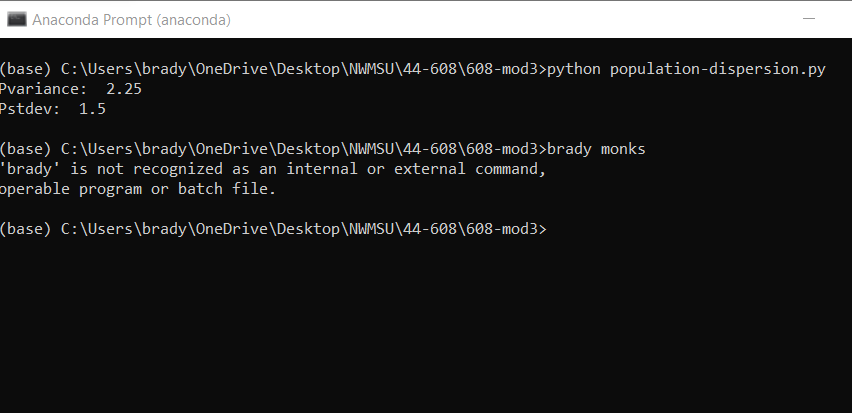 Anaconda Prompt (anaconda)
(base) C:\Users\brady\OneDrive\Desktop\NWMSU\44-608\608-mod3>python population-dispersion.py
Pvariance:  2.25
Pstdev:  1.5
(base) C:\Users\brady\OneDrive\Desktop\NWMSU\44-608\608-mod3>brady monks
'brady' is not recognized as an internal or external command,
operable program or batch file.
(base) C:\Users\brady\OneDrive\Desktop\NWMSU\44-608\608-mod3>